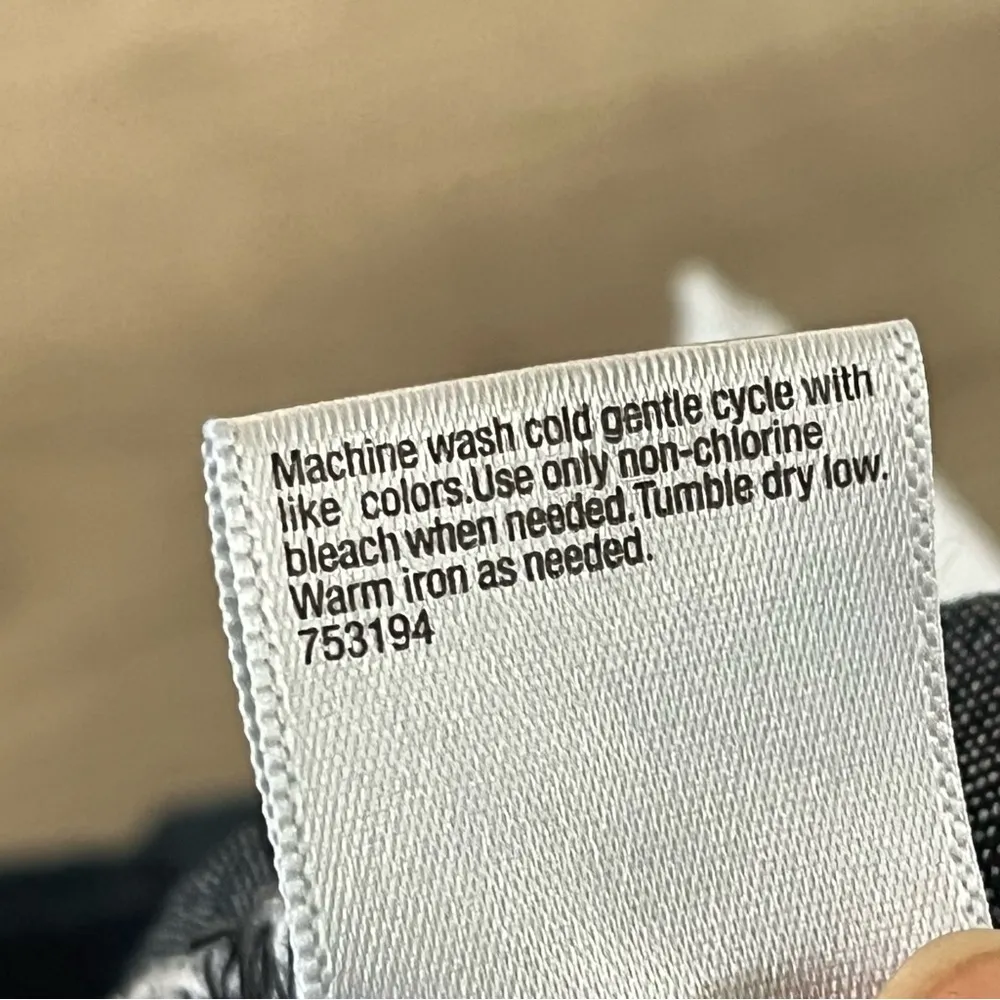 Machine wash cold gentle cycle with
like colors.Use only non-chlorine
bleach when needed.Tumble dry low.
Warm iron as needed.
753194